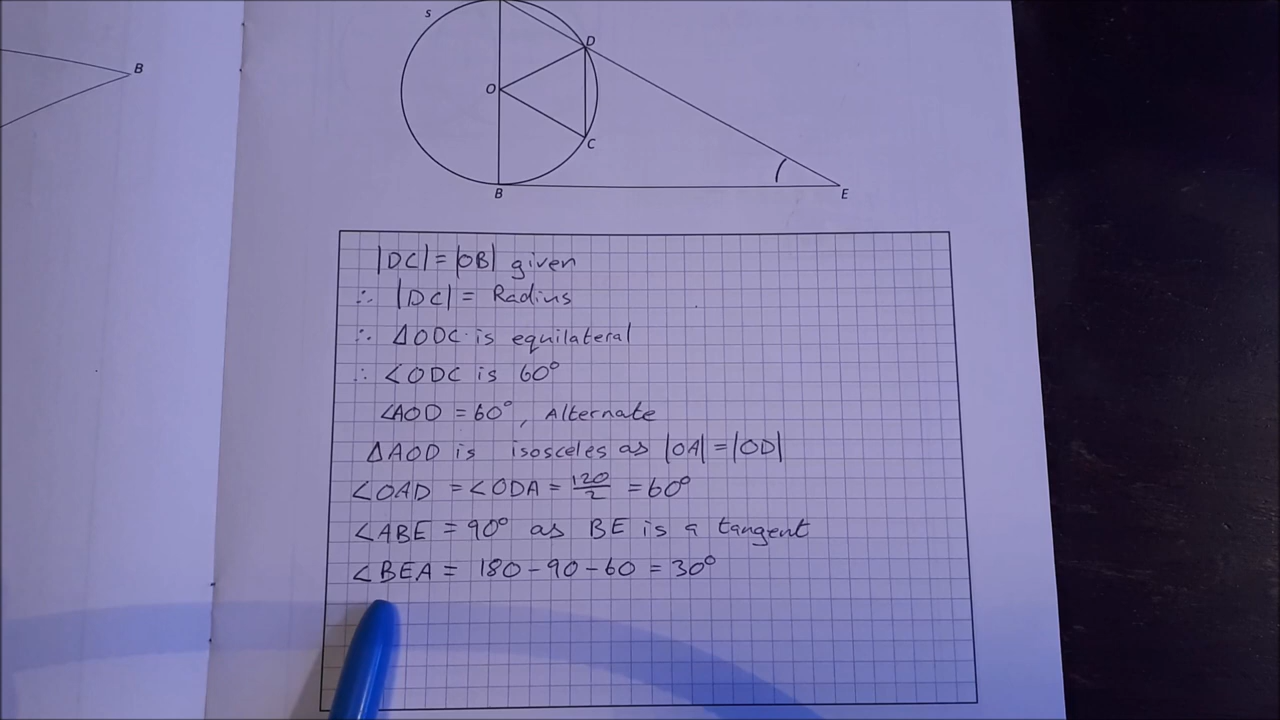 S
D
B
O
C
B
E
|DC| = |OB| given
∴ |DC| = Radius
∴ ΔODC is equilateral
∴ <ODC is 60°
<AOD = 60°, Alternate
ΔAOD is isosceles as |OA| = |OD|
<OAD = <ODA = 120/2 = 60°
<ABE = 90° as BE is a tangent
<BEA = 180 - 90 - 60 = 30°